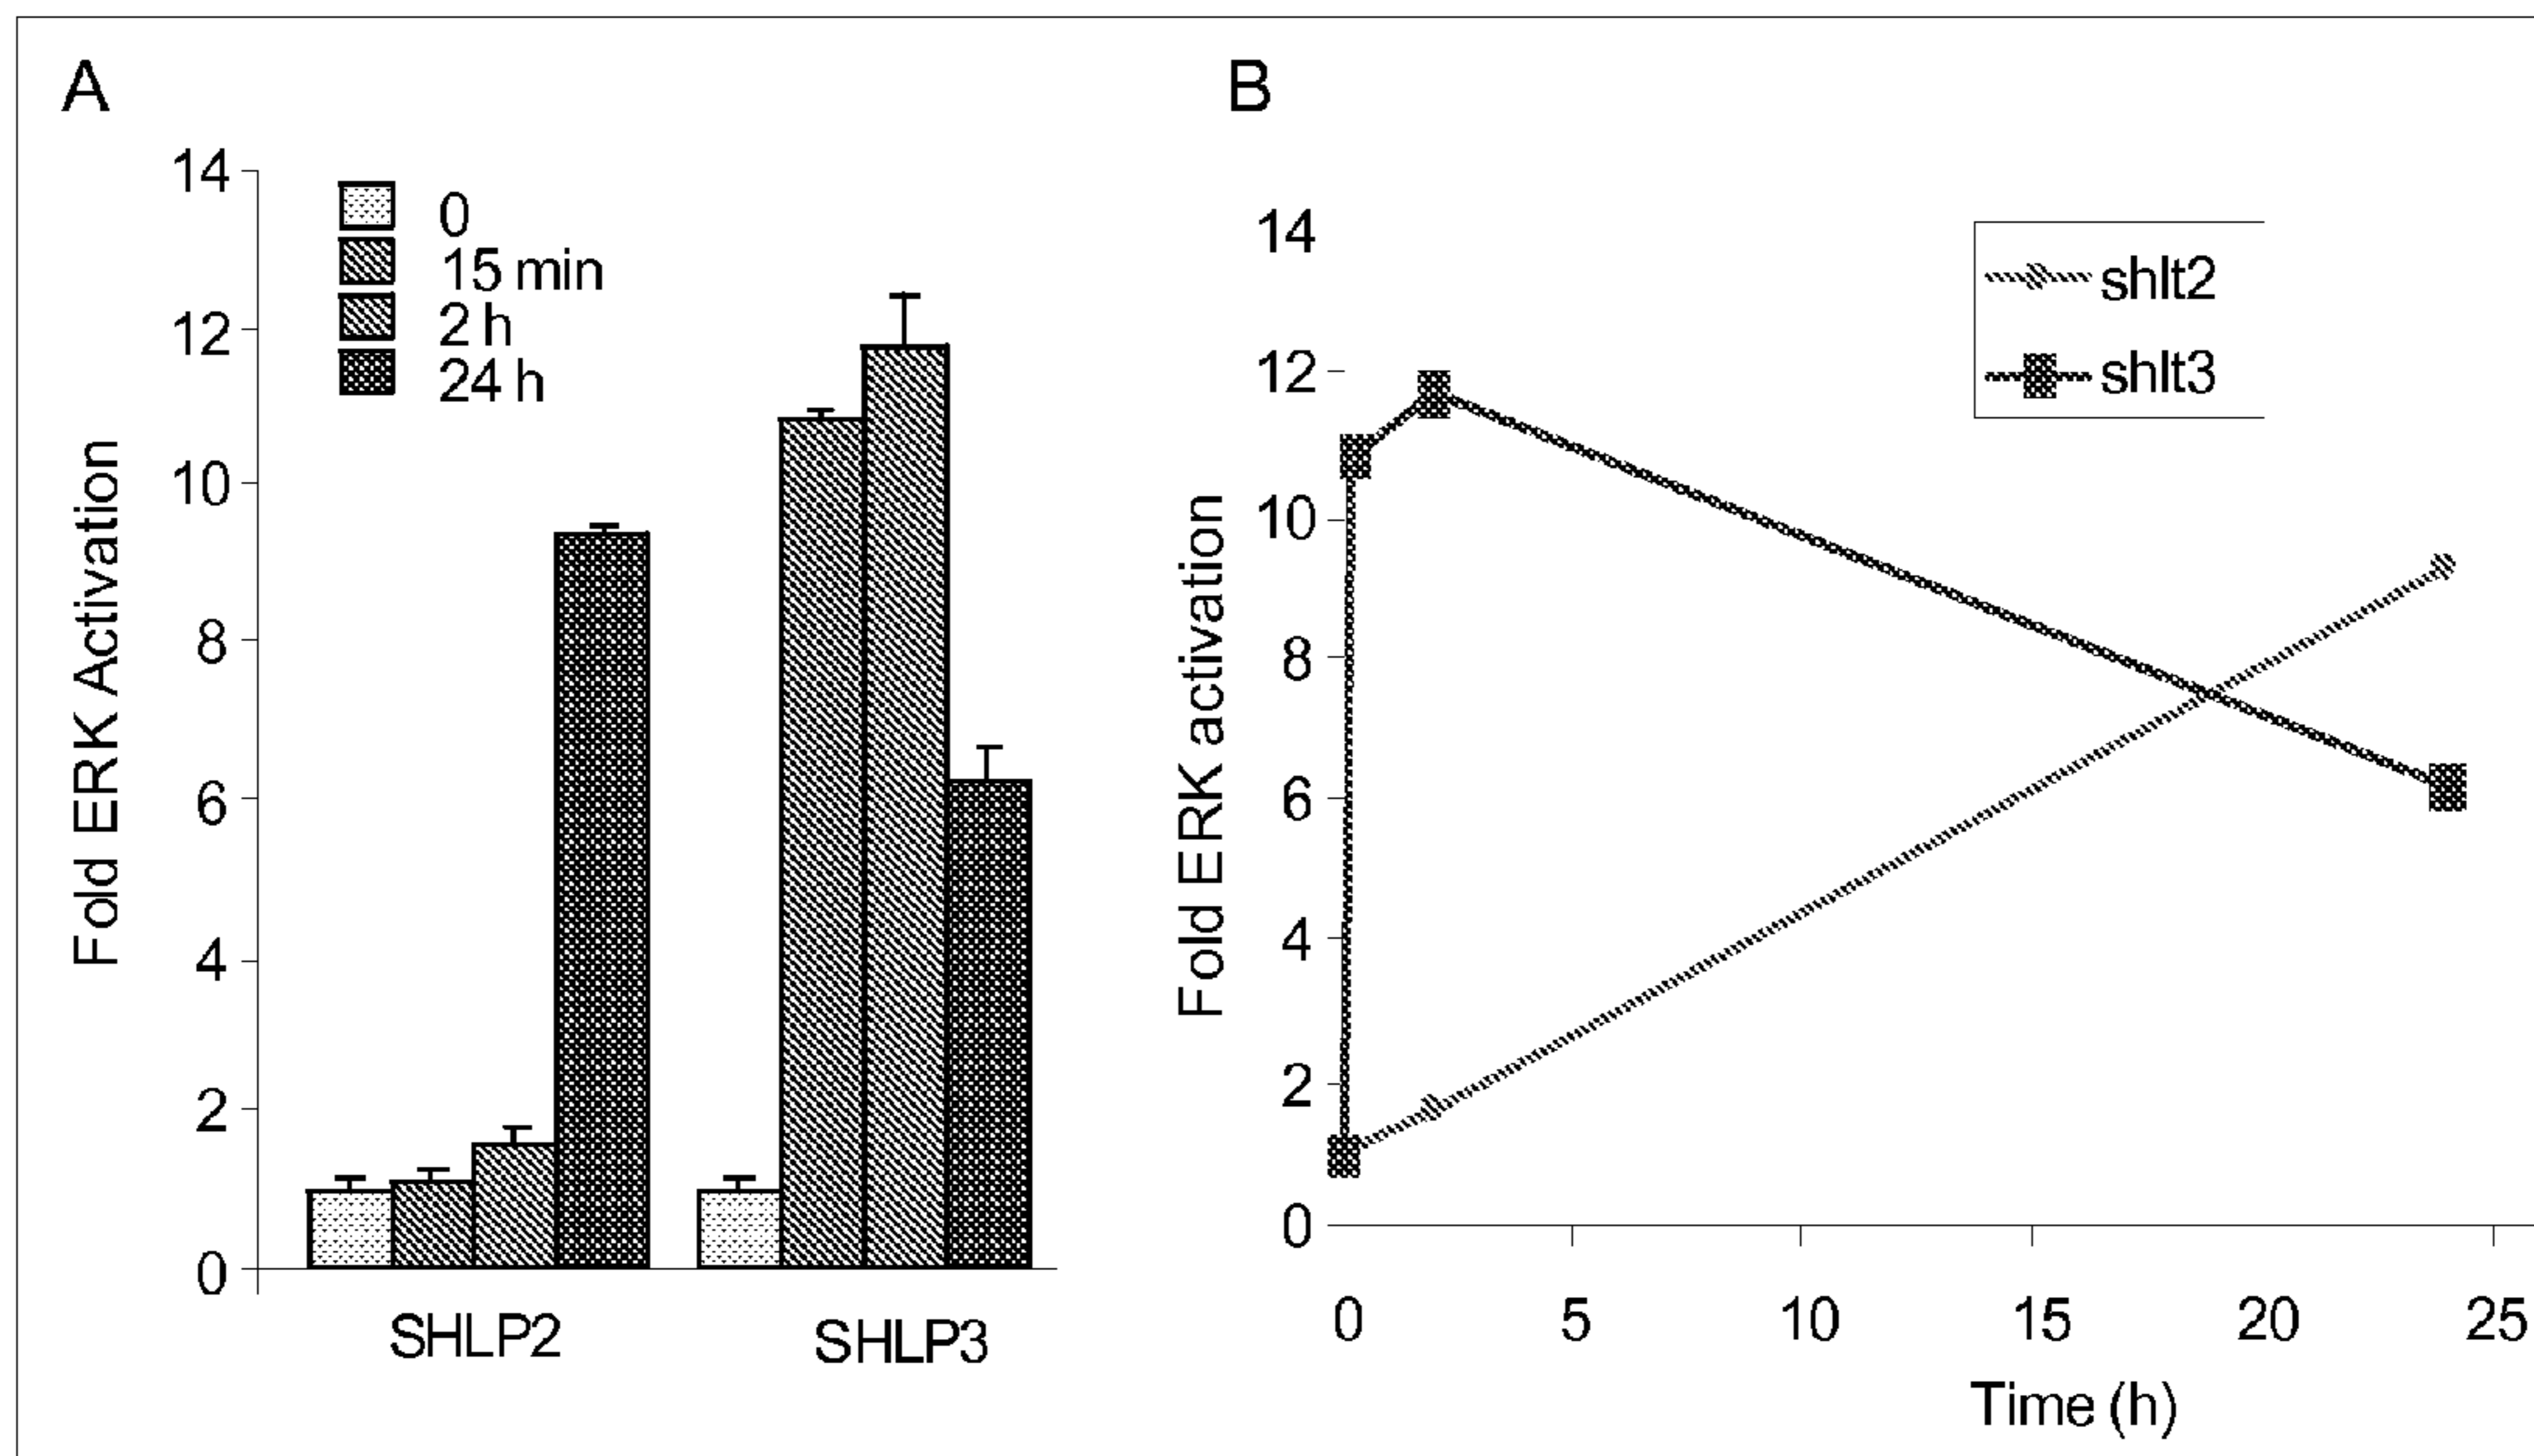 A
14
12
10
8
6
4
2
0
Fold ERK Activation
0
15 min
2 h
24 h
SHLP2
SHLP3
B
14
12
10
8
6
4
2
0
Fold ERK activation
shlt2
shlt3
0 5 10 15 20 25
Time (h)